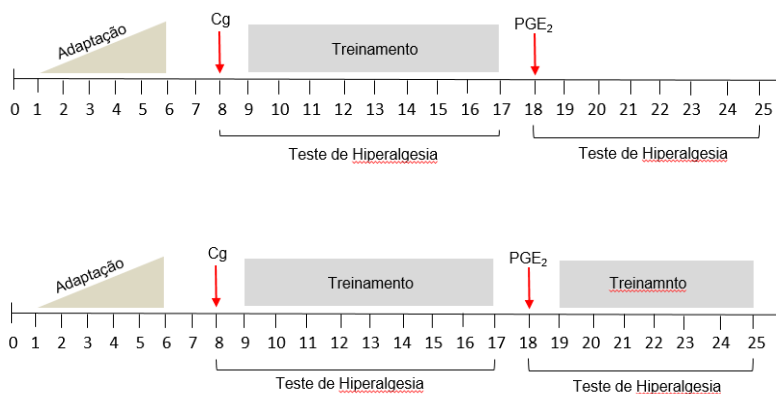 Cg PGE₂
Adaptação Treinamento
0 1 2 3 4 5 6 7 8 9 10 11 12 13 14 15 16 17 18 19 20 21 22 23 24 25
Teste de Hiperalgesia Teste de Hiperalgesia
Cg PGE₂
Adaptação Treinamento Treinamnto
0 1 2 3 4 5 6 7 8 9 10 11 12 13 14 15 16 17 18 19 20 21 22 23 24 25
Teste de Hiperalgesia Teste de Hiperalgesia